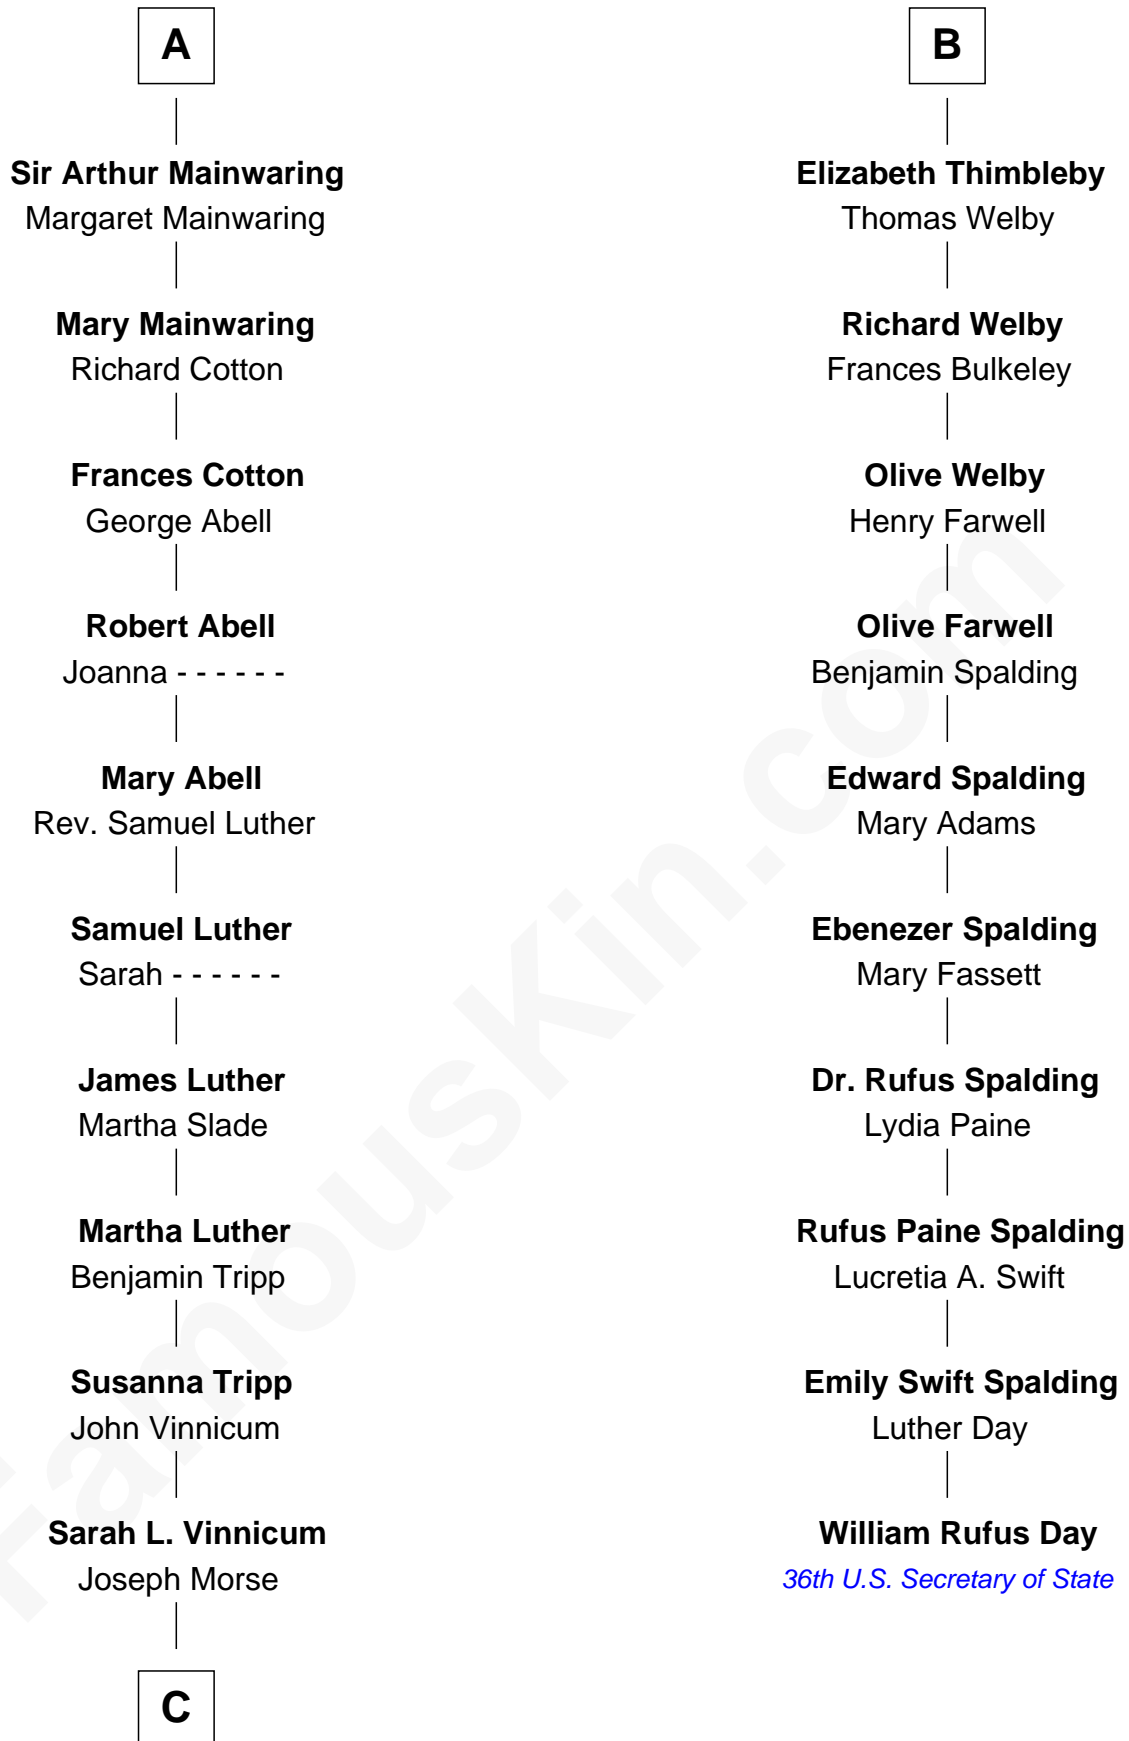 A
Sir Arthur Mainwaring
Margaret Mainwaring
Mary Mainwaring
Richard Cotton
Frances Cotton
George Abell
Robert Abell
Joanna - - - - - -
Mary Abell
Rev. Samuel Luther
Samuel Luther
Sarah - - - - - -
James Luther
Martha Slade
Martha Luther
Benjamin Tripp
Susanna Tripp
John Vinnicum
Sarah L. Vinnicum
Joseph Morse
C
B
Elizabeth Thimbleby
Thomas Welby
Richard Welby
Frances Bulkeley
Olive Welby
Henry Farwell
Olive Farwell
Benjamin Spalding
Edward Spalding
Mary Adams
Ebenezer Spalding
Mary Fassett
Dr. Rufus Spalding
Lydia Paine
Rufus Paine Spalding
Lucretia A. Swift
Emily Swift Spalding
Luther Day
William Rufus Day
36th U.S. Secretary of State
FamousKin.com